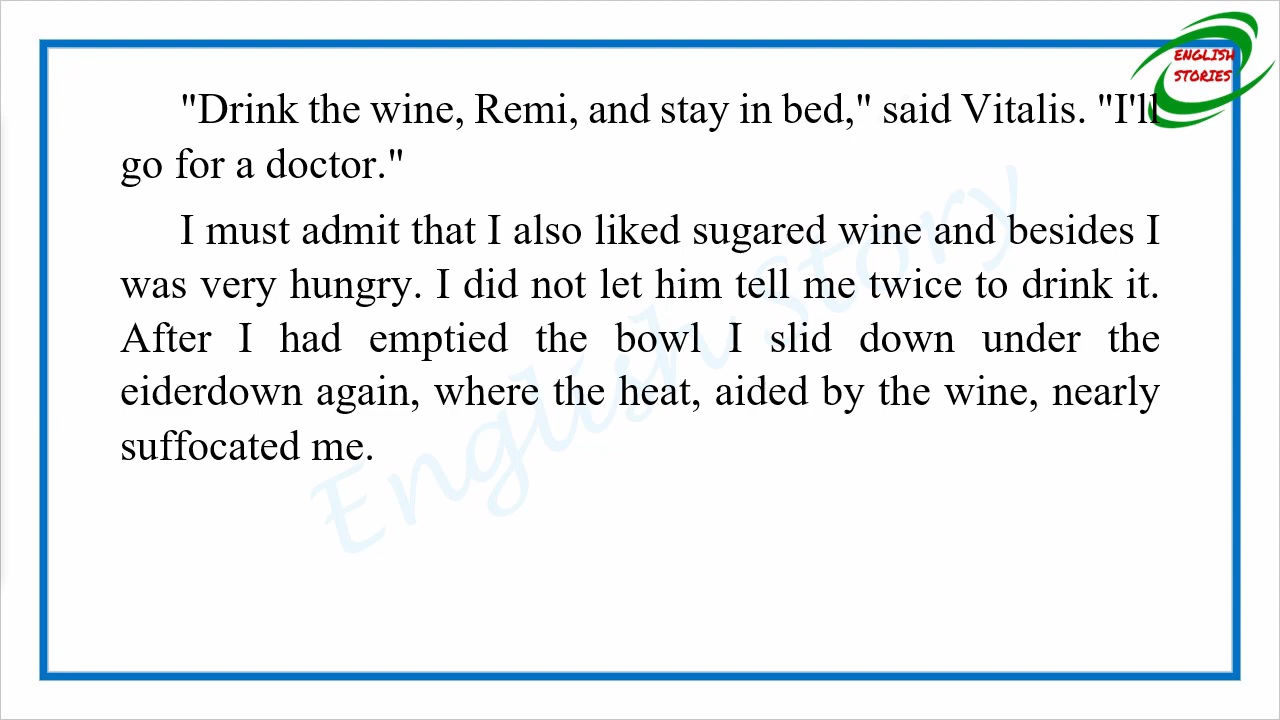 ENGLISH
STORIES
"Drink the wine, Remi, and stay in bed," said Vitalis. "I'll
go for a doctor."
I must admit that I also liked sugared wine and besides I
was very hungry. I did not let him tell me twice to drink it.
After I had emptied the bowl I slid down under the
eiderdown again, where the heat, aided by the wine, nearly
suffocated me.
English Story